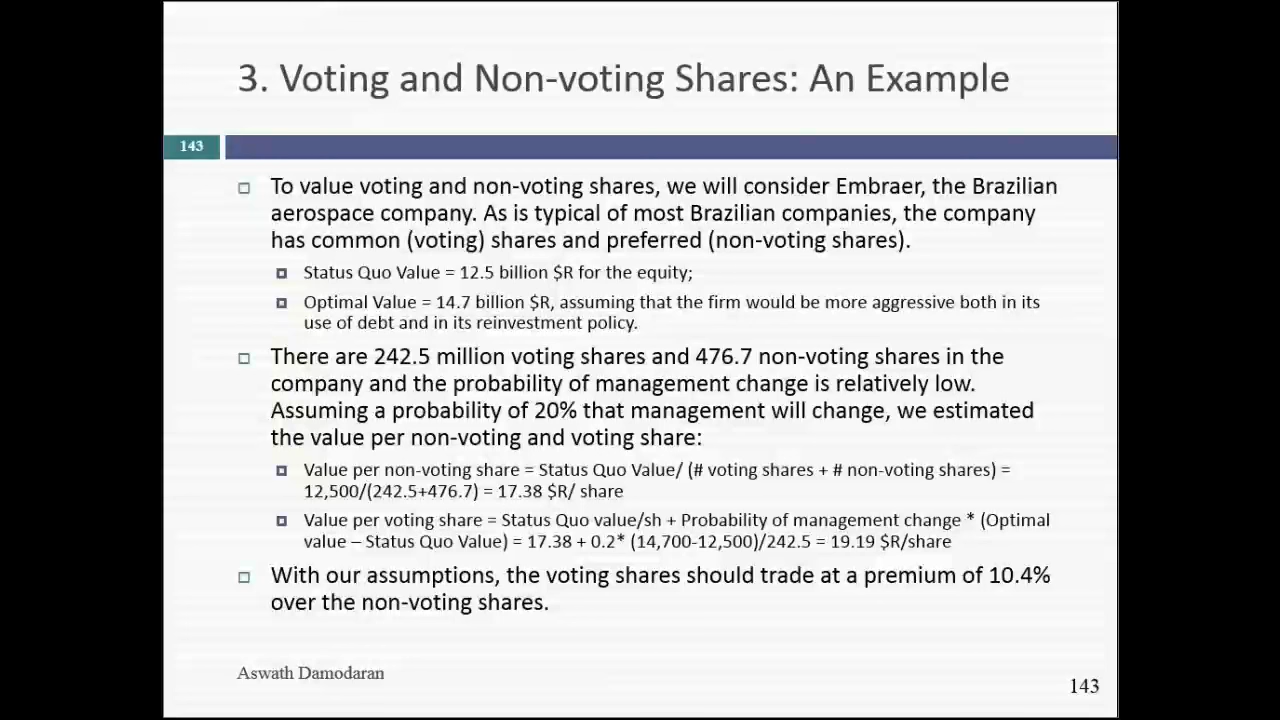 3. Voting and Non-voting Shares: An Example
143
To value voting and non-voting shares, we will consider Embraer, the Brazilian
aerospace company. As is typical of most Brazilian companies, the company
has common (voting) shares and preferred (non-voting shares).
Status Quo Value = 12.5 billion $R for the equity;
Optimal Value = 14.7 billion $R, assuming that the firm would be more aggressive both in its
use of debt and in its reinvestment policy.
There are 242.5 million voting shares and 476.7 non-voting shares in the
company and the probability of management change is relatively low.
Assuming a probability of 20% that management will change, we estimated
the value per non-voting and voting share:
Value per non-voting share = Status Quo Value/ (# voting shares + # non-voting shares) =
12,500/(242.5+476.7) = 17.38 $R/ share
Value per voting share = Status Quo value/sh + Probability of management change * (Optimal
value – Status Quo Value) = 17.38 + 0.2* (14,700-12,500)/242.5 = 19.19 $R/share
With our assumptions, the voting shares should trade at a premium of 10.4%
over the non-voting shares.
Aswath Damodaran
143